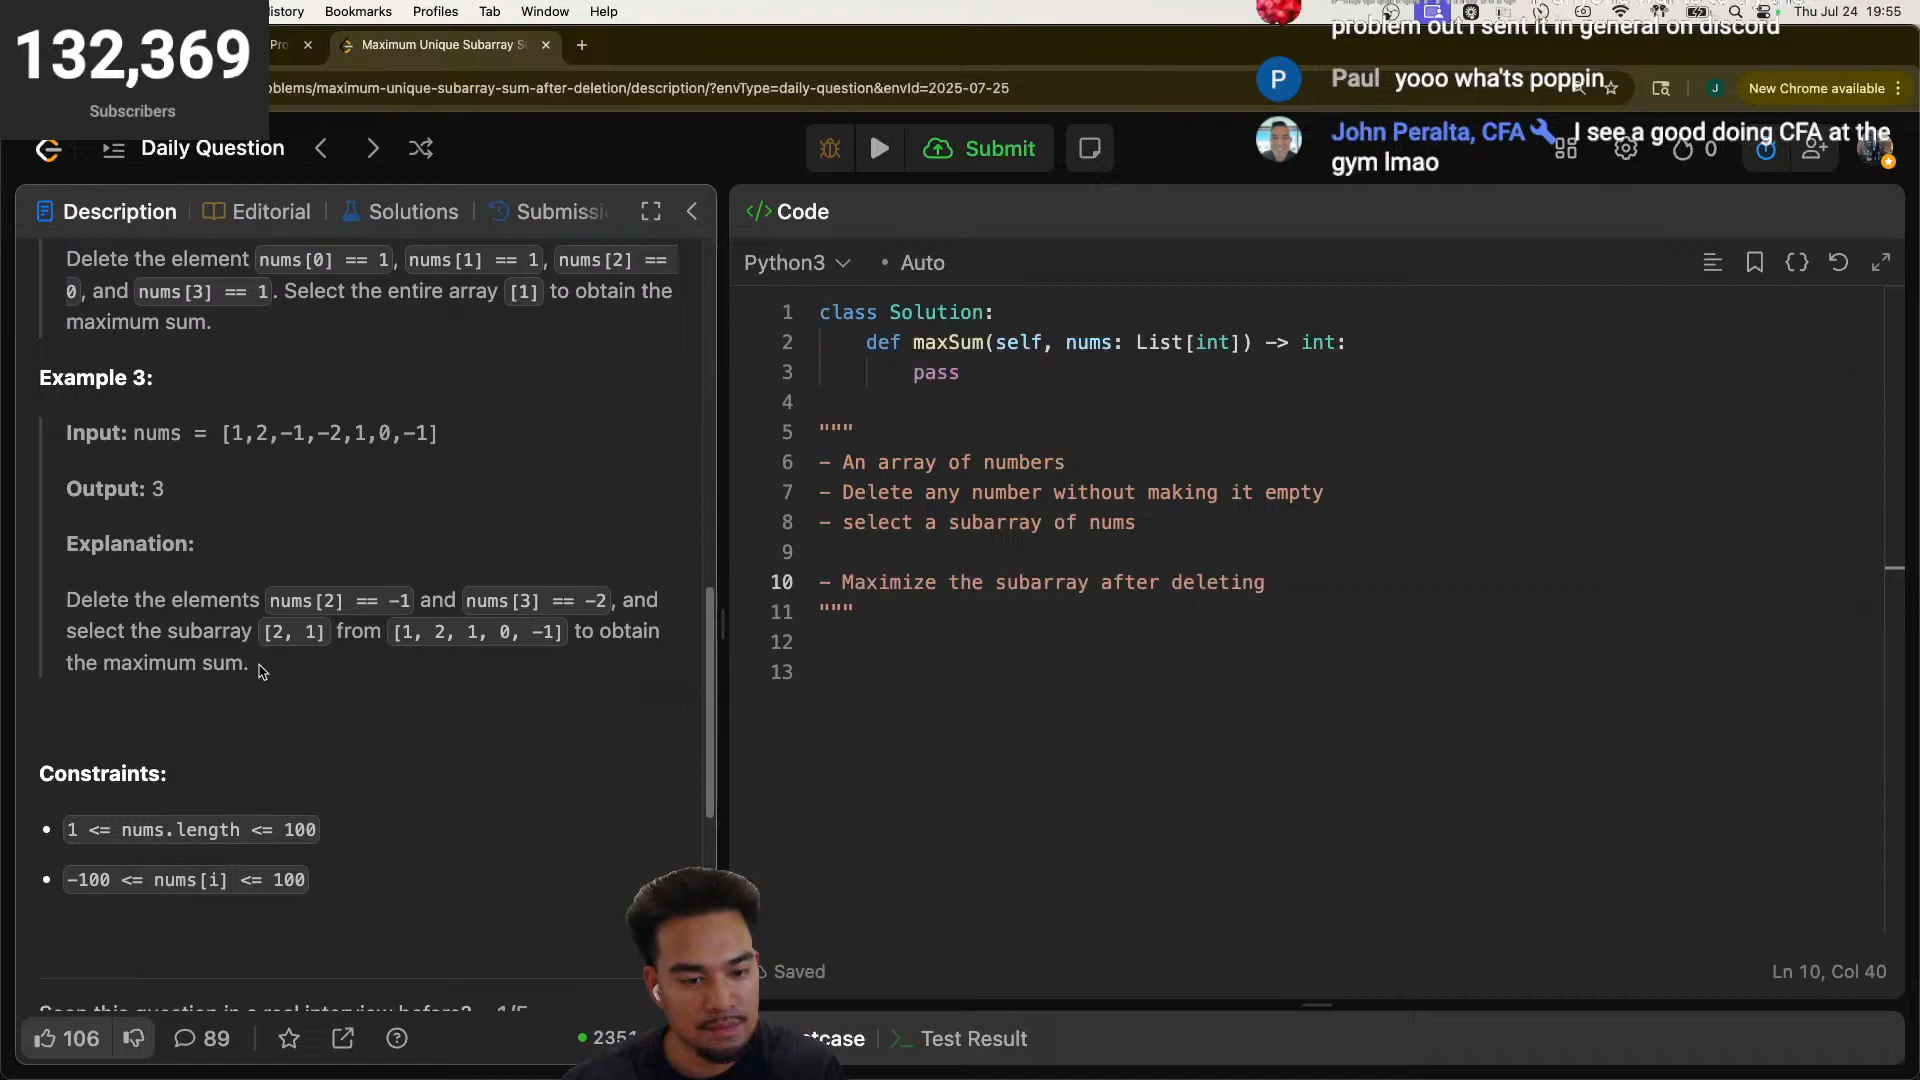 132,369
Subscribers
istory Bookmarks Profiles Tab Window Help
Thu Jul 24 19:55
Maximum Unique Subarray S
oblems/maximum-unique-subarray-sum-after-deletion/description/?envType=daily-question&envId=2025-07-25
New Chrome available
problem out i sent it in general on discord
P Paul yooo wha'ts poppin
John Peralta, CFA I see a good doing CFA at the
gym lmao
Daily Question
Submit
0
Description | Editorial | Solutions | Submissi
</> Code
Python3 • Auto
Delete the element nums[0] == 1, nums[1] == 1, nums[2] ==
0, and nums[3] == 1. Select the entire array [1] to obtain the
maximum sum.
Example 3:
Input: nums = [1,2,-1,-2,1,0,-1]
Output: 3
Explanation:
Delete the elements nums[2] == -1 and nums[3] == -2, and
select the subarray [2, 1] from [1, 2, 1, 0, -1] to obtain
the maximum sum.
Constraints:
• 1 <= nums.length <= 100
• -100 <= nums[i] <= 100
106 89
1 class Solution:
2 def maxSum(self, nums: List[int]) -> int:
3 pass
4
5 """
6 - An array of numbers
7 - Delete any number without making it empty
8 - select a subarray of nums
9
10 - Maximize the subarray after deleting
11 """
12
13
Saved
Ln 10, Col 40
tcase | >_ Test Result